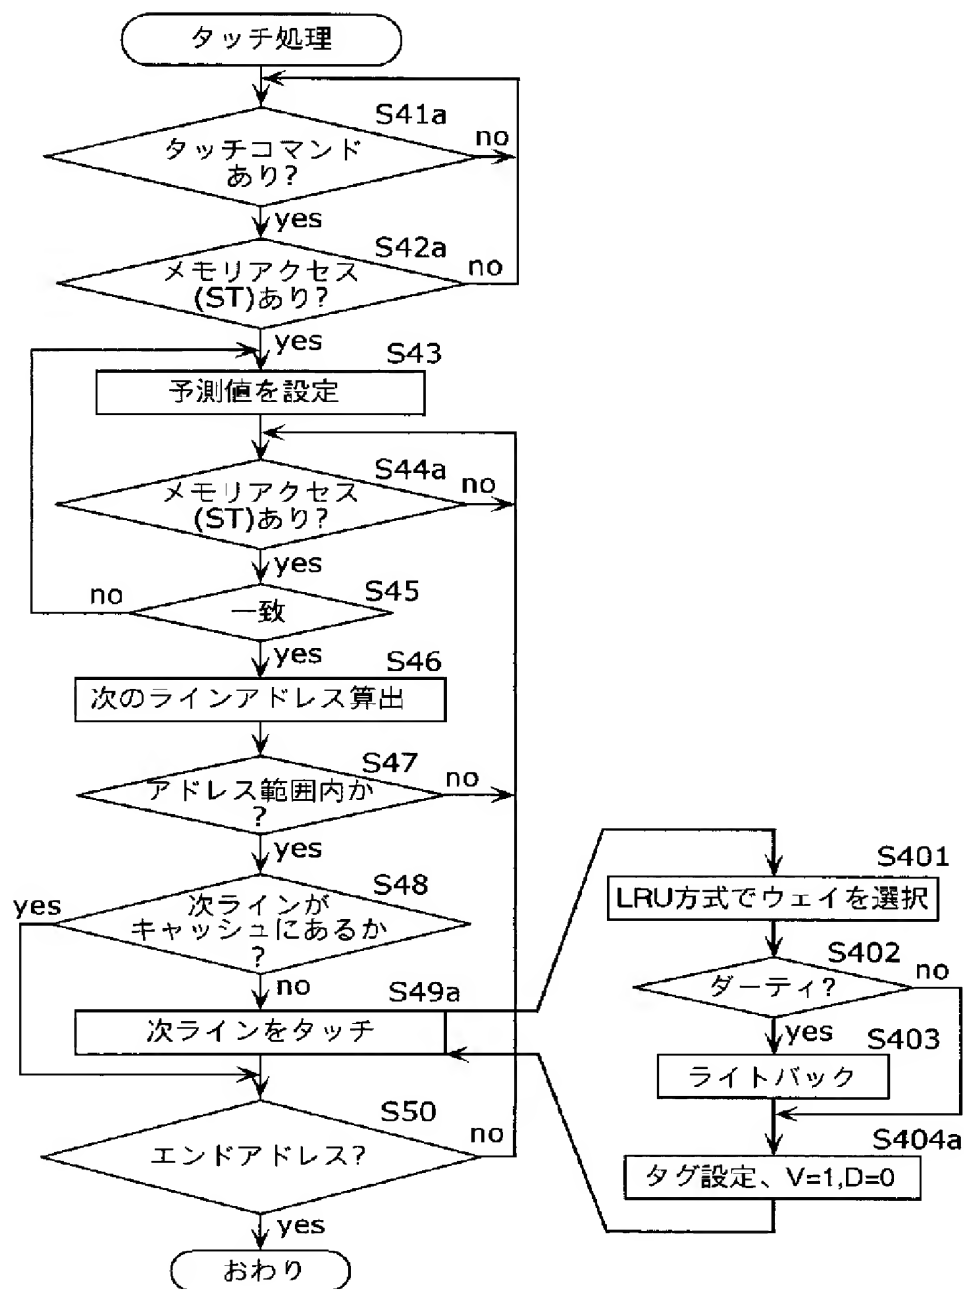 タッチ処理
S41a
タッチコマンド
あり?
no
yes
S42a
メモリアクセス
(ST)あり?
no
yes
S43
予測値を設定
S44a
メモリアクセス
(ST)あり?
no
yes
S45
一致
no
yes
S46
次のラインアドレス算出
S47
アドレス範囲内か
?
no
yes
S48
次ラインが
キャッシュにあるか
?
yes
no
S49a
次ラインをタッチ
S50
エンドアドレス?
no
yes
おわり
S401
LRU方式でウェイを選択
S402
ダーティ?
no
yes
S403
ライトバック
S404a
タグ設定、V=1,D=0